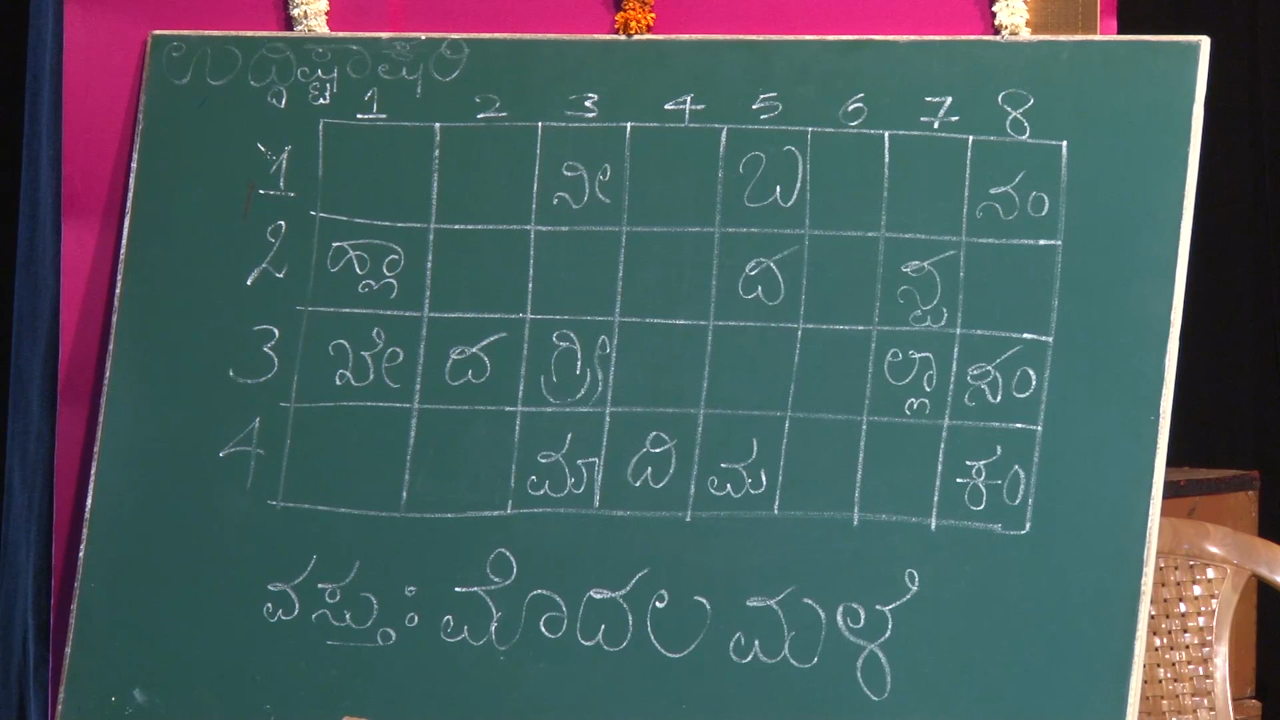 ಉದ್ದಿಷ್ಟಾಕ್ಷರಿ
1 2 3 4 5 6 7 8
1 ನೀ ಬ ನಂ
2 ಗ್ಲಾ ದಿ
3 ಖೇ ದ ಗ್ರೀ ಲ್ಲಾ ನಂ
4 ಮಾ ದಿ ಮ ಕಂ
ವಸ್ತು: ಮೊದಲ ಮಳೆ